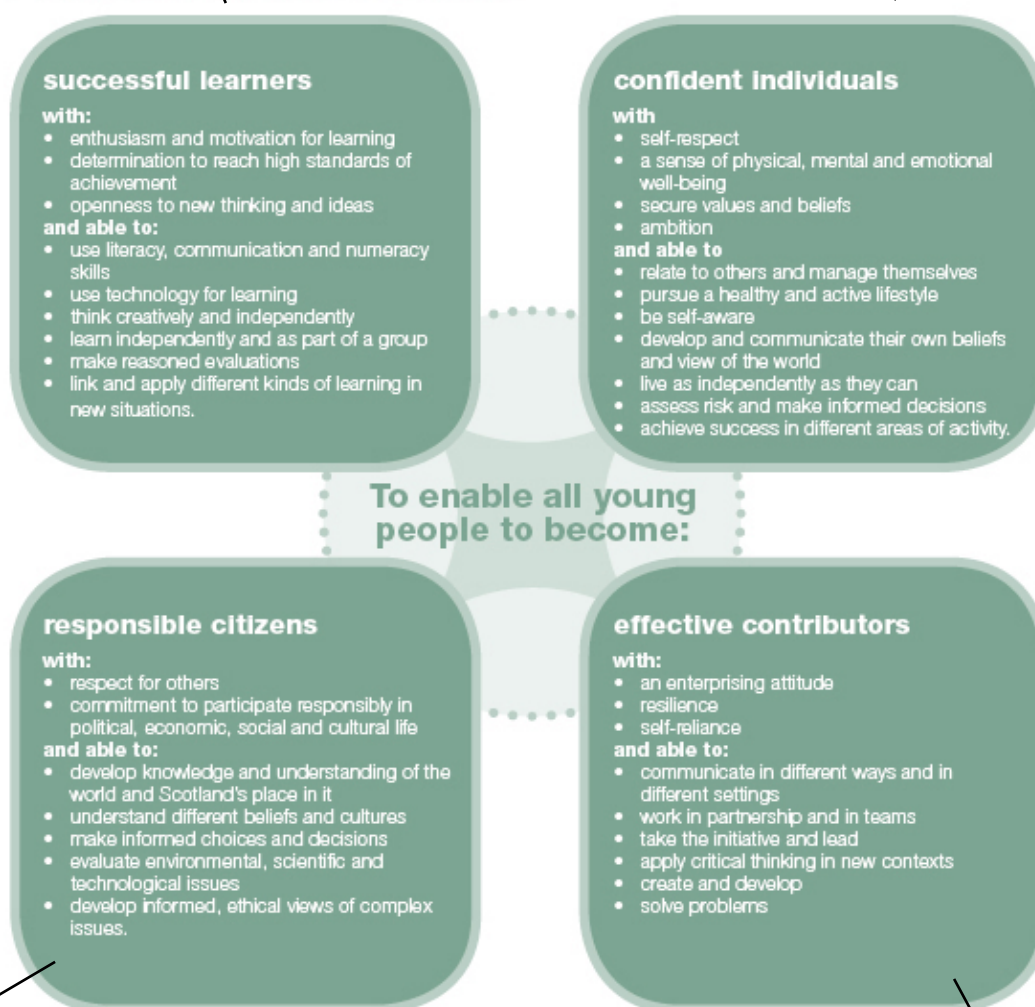 successful learners
with:
• enthusiasm and motivation for learning
• determination to reach high standards of
achievement
• openness to new thinking and ideas
and able to:
• use literacy, communication and numeracy
skills
• use technology for learning
• think creatively and independently
• learn independently and as part of a group
• make reasoned evaluations
• link and apply different kinds of learning in
new situations.
confident individuals
with
• self-respect
• a sense of physical, mental and emotional
well-being
• secure values and beliefs
• ambition
and able to
• relate to others and manage themselves
• pursue a healthy and active lifestyle
• be self-aware
• develop and communicate their own beliefs
and view of the world
• live as independently as they can
• assess risk and make informed decisions
• achieve success in different areas of activity.
To enable all young
people to become:
responsible citizens
with:
• respect for others
• commitment to participate responsibly in
political, economic, social and cultural life
and able to:
• develop knowledge and understanding of the
world and Scotland's place in it
• understand different beliefs and cultures
• make informed choices and decisions
• evaluate environmental, scientific and
technological issues
• develop informed, ethical views of complex
issues.
effective contributors
with:
• an enterprising attitude
• resilience
• self-reliance
and able to:
• communicate in different ways and in
different settings
• work in partnership and in teams
• take the initiative and lead
• apply critical thinking in new contexts
• create and develop
• solve problems